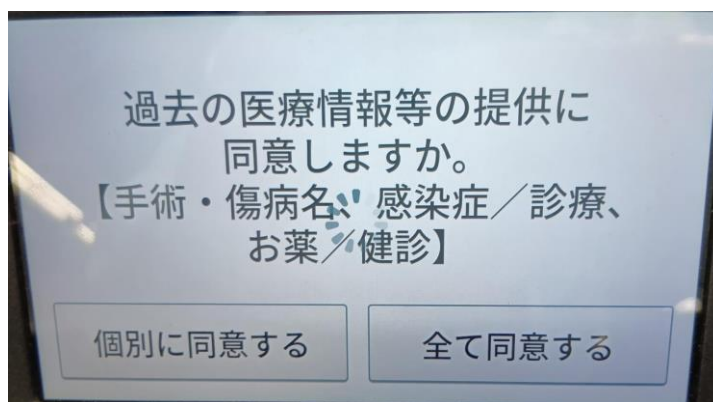 過去の医療情報等の提供に
同意しますか。
【手術・傷病名、感染症／診療、
お薬／健診】
個別に同意する
全て同意する